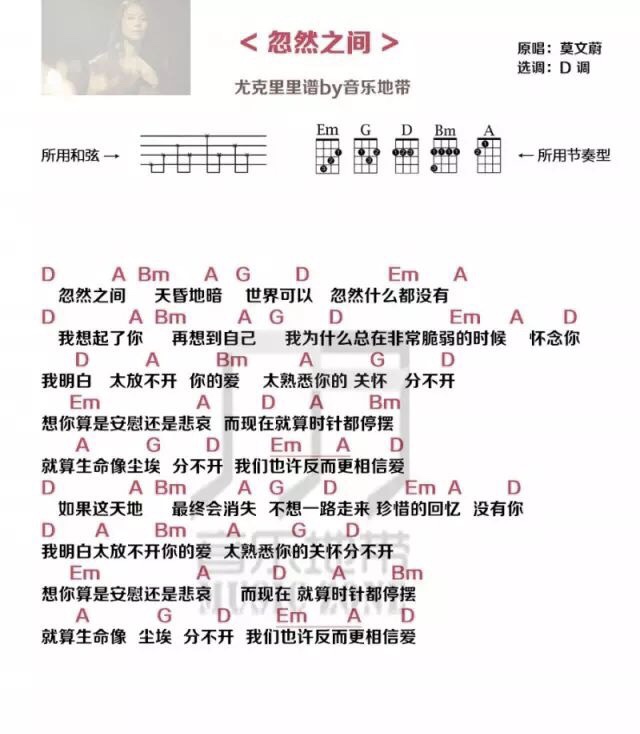 < 忽然之间 >
原唱：莫文蔚
选调：D 调
尤克里里谱by音乐地带
所用和弦→
Em G D Bm A
←所用节奏型
D A Bm A G D Em A
忽然之间 天昏地暗 世界可以 忽然什么都没有
D A Bm A G D Em A D
我想起了你 再想到自己 我为什么总在非常脆弱的时候 怀念你
D A Bm A G D
我明白 太放不开 你的爱 太熟悉你的 关怀 分不开
Em A D A Bm
想你算是安慰还是悲哀 而现在就算时针都停摆
A G D Em A D
就算生命像尘埃 分不开 我们也许反而更相信爱
D A Bm A G D Em A D
如果这天地 最终会消失 不想一路走来 珍惜的回忆 没有你
D A Bm A G D
我明白太放不开你的爱 太熟悉你的关怀分不开
Em A D A Bm
想你算是安慰还是悲哀 而现在 就算时针都停摆
A G D Em A D
就算生命像 尘埃 分不开 我们也许反而更相信爱
音乐地带
MUSIC ZONE